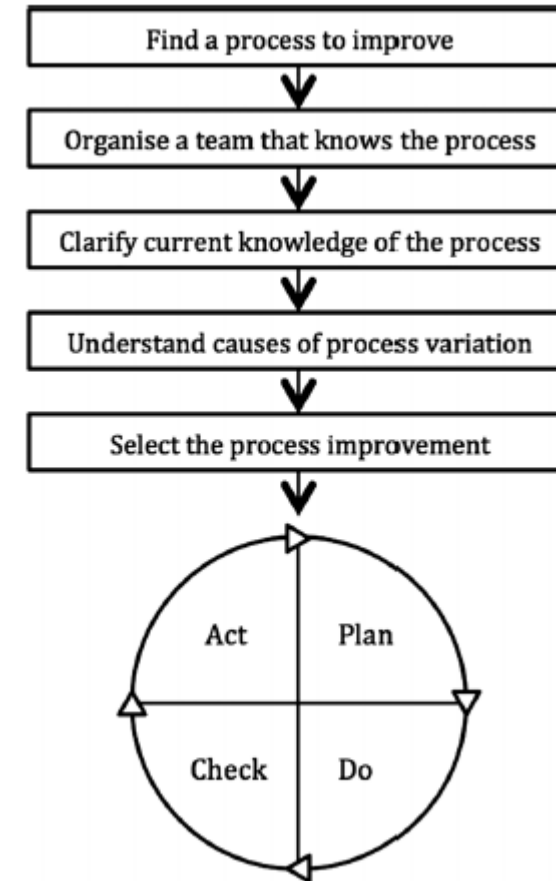 Find a process to improve
Organise a team that knows the process
Clarify current knowledge of the process
Understand causes of process variation
Select the process improvement
Act
Plan
Check
Do